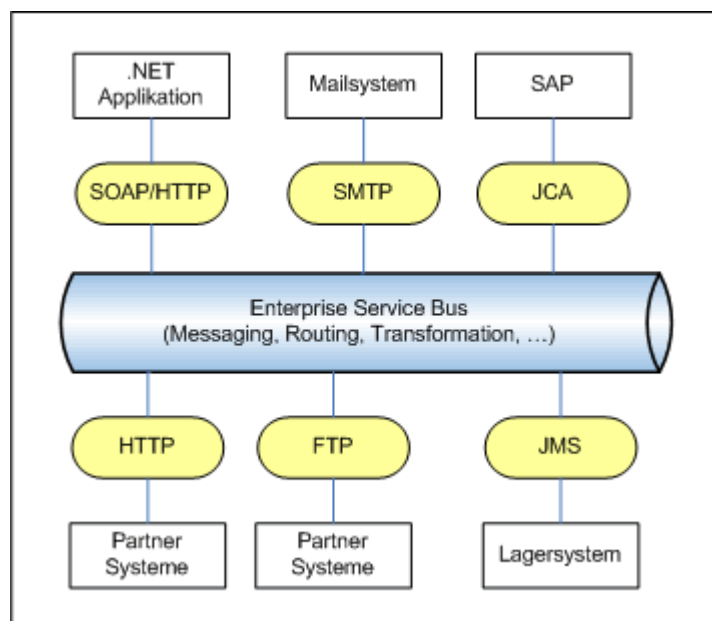 .NET
Applikation
Mailsystem
SAP
SOAP/HTTP
SMTP
JCA
Enterprise Service Bus
(Messaging, Routing, Transformation, …)
HTTP
FTP
JMS
Partner
Systeme
Partner
Systeme
Lagersystem